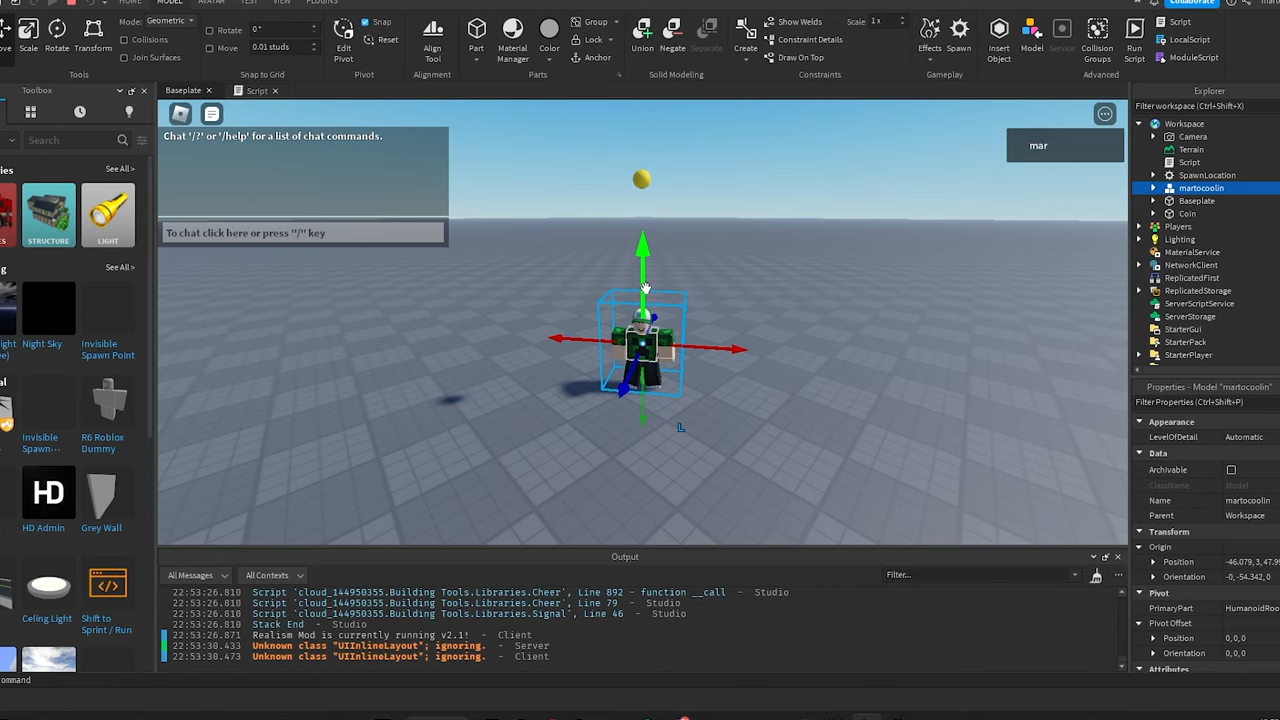 HOME MODEL AVATAR TEST VIEW PLUGINS
Collaborate
Mode: Geometric
Collisions
Join Surfaces
Scale Rotate Transform
Tools
Rotate 0°
Move 0.01 studs
Snap to Grid
Edit Pivot
Snap
Reset
Pivot
Align Tool
Alignment
Part
Material Manager
Color
Group
Lock
Anchor
Parts
Union Negate Separate
Solid Modeling
Create
Show Welds
Constraint Details
Draw On Top
Scale 1x
Constraints
Effects Spawn
Gameplay
Insert Object
Model Service
Collision Groups
Run Script
Script
LocalScript
ModuleScript
Advanced
Toolbox
Search
ries See All >
STRUCTURE LIGHT
See All >
Night Sky
Invisible Spawn Point
Invisible Spawn...
R6 Roblox Dummy
HD
HD Admin
Grey Wall
Celing Light
Shift to Sprint / Run
Baseplate Script
Chat '/?' or '/help' for a list of chat commands.
To chat click here or press "/" key
mar
L
Output
All Messages All Contexts Filter...
22:53:26.810 Script 'cloud_144950355.Building Tools.Libraries.Cheer', Line 892 - function __call - Studio
22:53:26.810 Script 'cloud_144950355.Building Tools.Libraries.Cheer', Line 79 - Studio
22:53:26.810 Script 'cloud_144950355.Building Tools.Libraries.Signal', Line 46 - Studio
22:53:26.810 Stack End - Studio
22:53:26.871 Realism Mod is currently running v2.1! - Client
22:53:30.433 Unknown class "UIInlineLayout"; ignoring. - Server
22:53:30.473 Unknown class "UIInlineLayout"; ignoring. - Client
ommand
Explorer
Filter workspace (Ctrl+Shift+X)
Workspace
Camera
Terrain
Script
SpawnLocation
martocoolin
Baseplate
Coin
Players
Lighting
MaterialService
NetworkClient
ReplicatedFirst
ReplicatedStorage
ServerScriptService
ServerStorage
StarterGui
StarterPack
StarterPlayer
Properties - Model "martocoolin"
Filter Properties (Ctrl+Shift+P)
Appearance
LevelOfDetail Automatic
Data
Archivable
ClassName Model
Name martocoolin
Parent Workspace
Transform
Origin
Position -46.079, 3, 47.9
Orientation -0, -54.342, 0
Pivot
PrimaryPart HumanoidRoo
Pivot Offset
Position 0, 0, 0
Orientation 0, 0, 0
Attributes